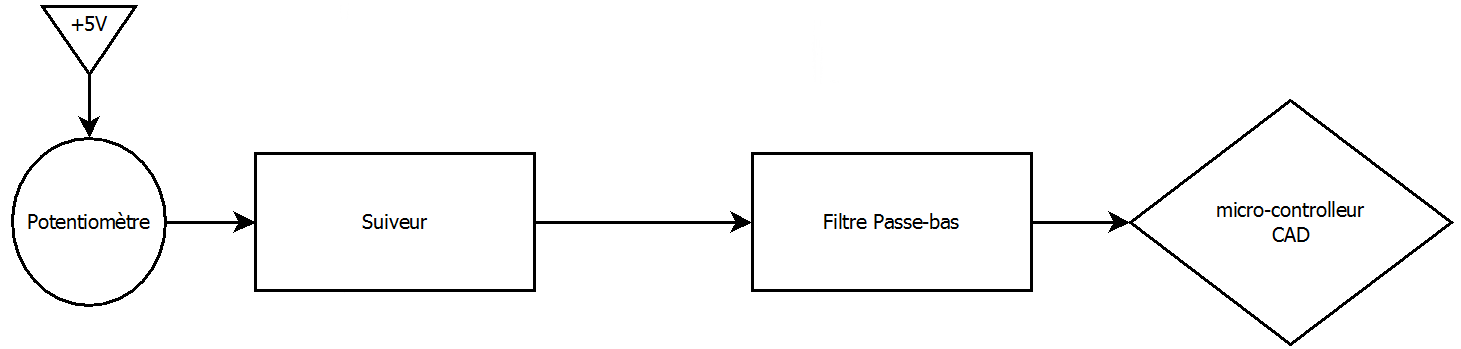 +5V
Potentiomètre
Suiveur
Filtre Passe-bas
micro-controlleur
CAD